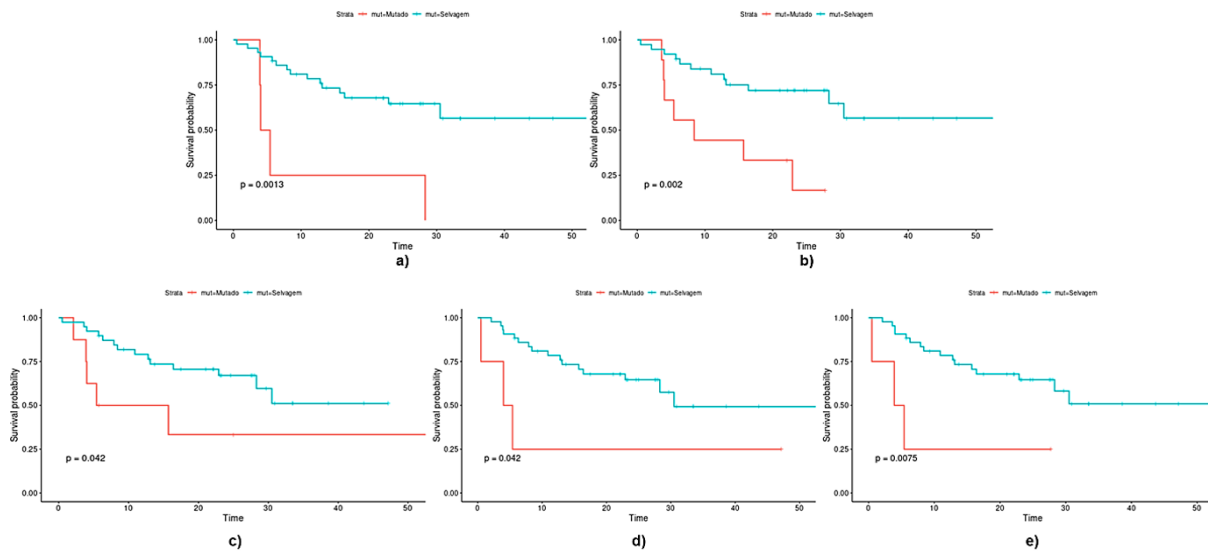 Strata mut=Mutado mut=Selvagem
Survival probability
1.00
0.75
0.50
0.25
0.00
p = 0.0013
0 10 20 30 40 50
Time
a)
Strata mut=Mutado mut=Selvagem
Survival probability
1.00
0.75
0.50
0.25
0.00
p = 0.002
0 10 20 30 40 50
Time
b)
Strata mut=Mutado mut=Selvagem
Survival probability
1.00
0.75
0.50
0.25
0.00
p = 0.042
0 10 20 30 40 50
Time
c)
Strata mut=Mutado mut=Selvagem
Survival probability
1.00
0.75
0.50
0.25
0.00
p = 0.042
0 10 20 30 40 50
Time
d)
Strata mut=Mutado mut=Selvagem
Survival probability
1.00
0.75
0.50
0.25
0.00
p = 0.0075
0 10 20 30 40 50
Time
e)